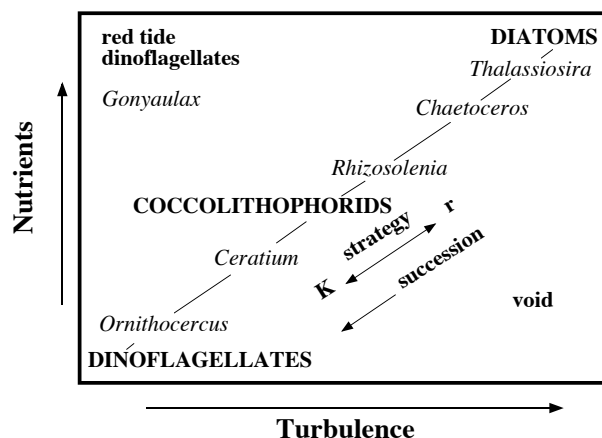 red tide
dinoflagellates
DIATOMS
Thalassiosira
Gonyaulax
Chaetoceros
Rhizosolenia
COCCOLITHOPHORIDS
r
strategy
K
succession
Ceratium
void
Ornithocercus
DINOFLAGELLATES
Nutrients
Turbulence